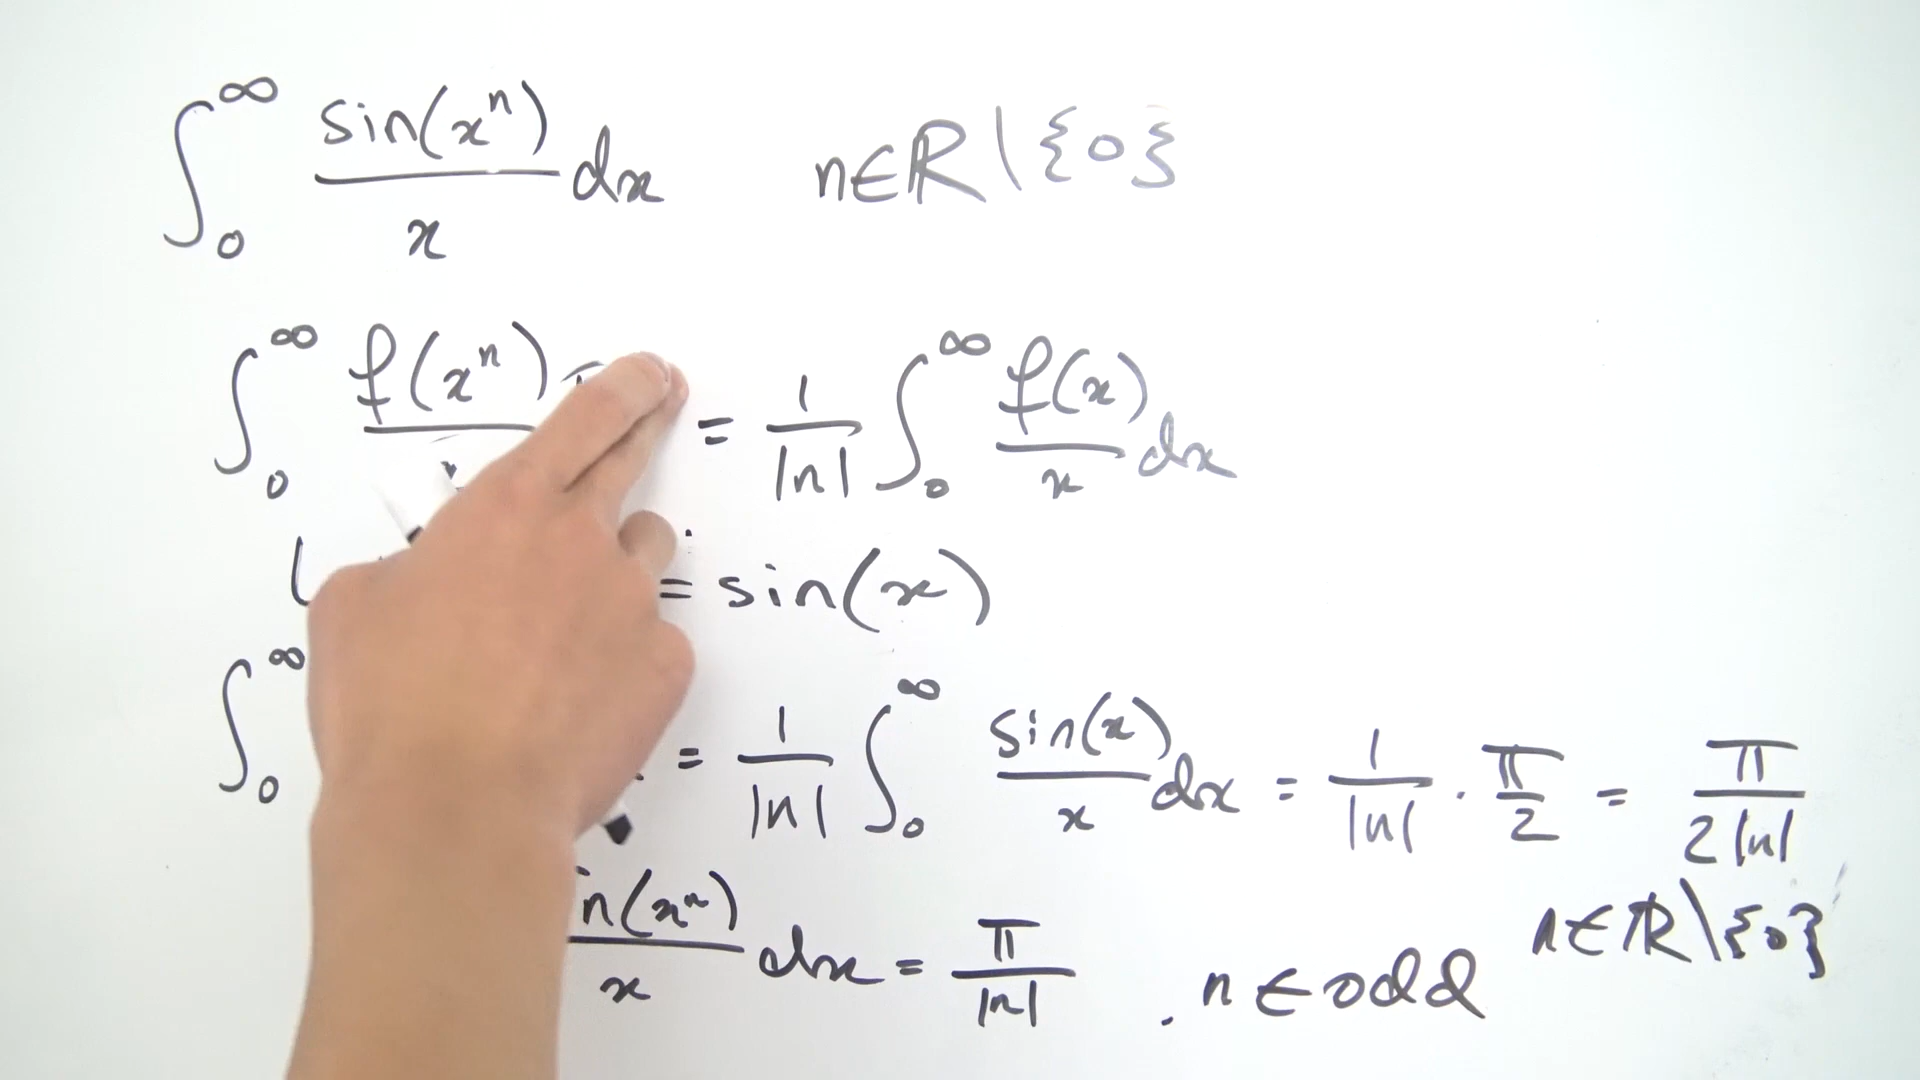 ∫₀^∞ sin(xⁿ)/x dx n∈ℝ\{0}
∫₀^∞ f(xⁿ) = 1/|n| ∫₀^∞ f(x)/x dx
= sin(x)
∫₀^∞ = 1/|n| ∫₀^∞ sin(x)/x dx = 1/|n| · π/2 = π/2|n|
n∈ℝ\{0}
in(xⁿ)/x dx = π/|n| . n∈odd